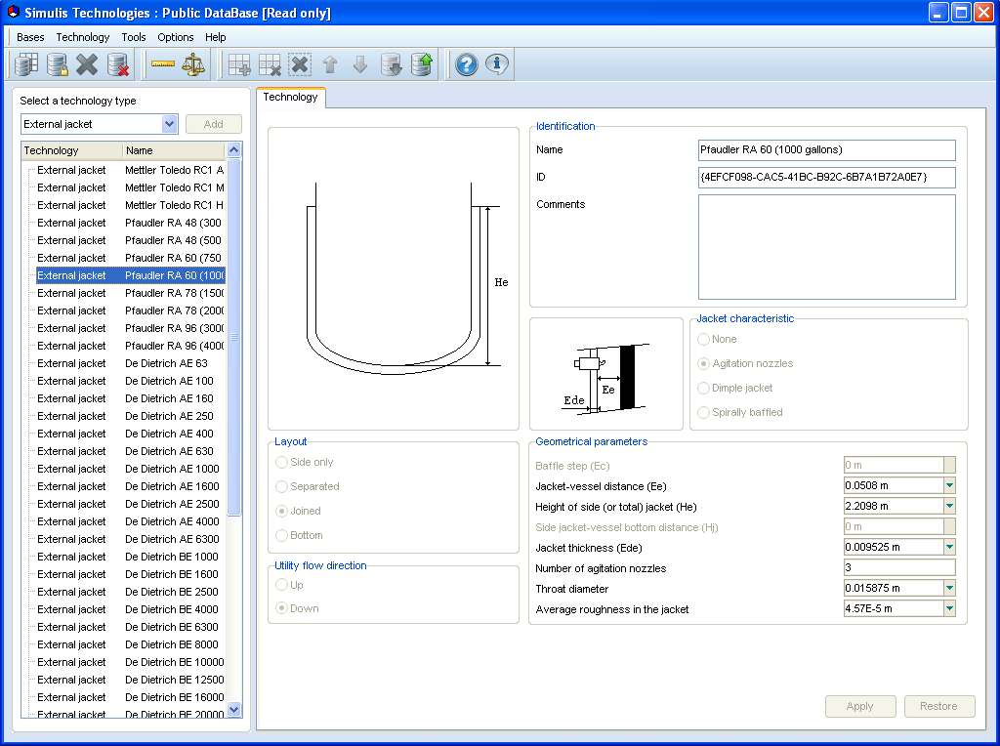 Simulis Technologies : Public DataBase [Read only]
Bases Technology Tools Options Help
Select a technology type
External jacket Add
Technology Name
External jacket Mettler Toledo RC1 A
External jacket Mettler Toledo RC1 M
External jacket Mettler Toledo RC1 H
External jacket Pfaudler RA 48 (300
External jacket Pfaudler RA 48 (500
External jacket Pfaudler RA 60 (750
External jacket Pfaudler RA 60 (1000
External jacket Pfaudler RA 78 (1500
External jacket Pfaudler RA 78 (2000
External jacket Pfaudler RA 96 (3000
External jacket Pfaudler RA 96 (4000
External jacket De Dietrich AE 63
External jacket De Dietrich AE 100
External jacket De Dietrich AE 160
External jacket De Dietrich AE 250
External jacket De Dietrich AE 400
External jacket De Dietrich AE 630
External jacket De Dietrich AE 1000
External jacket De Dietrich AE 1600
External jacket De Dietrich AE 2500
External jacket De Dietrich AE 4000
External jacket De Dietrich AE 6300
External jacket De Dietrich BE 1000
External jacket De Dietrich BE 1600
External jacket De Dietrich BE 2500
External jacket De Dietrich BE 4000
External jacket De Dietrich BE 6300
External jacket De Dietrich BE 8000
External jacket De Dietrich BE 10000
External jacket De Dietrich BE 12500
External jacket De Dietrich BE 16000
External jacket De Dietrich BE 20000
Technology
He
Identification
Name Pfaudler RA 60 (1000 gallons)
ID {4EFCF098-CAC5-41BC-B92C-6B7A1B72A0E7}
Comments
Ee
Ede
Jacket characteristic
None
Agitation nozzles
Dimple jacket
Spirally baffled
Layout
Side only
Separated
Joined
Bottom
Utility flow direction
Up
Down
Geometrical parameters
Baffle step (Ec) 0 m
Jacket-vessel distance (Ee) 0.0508 m
Height of side (or total) jacket (He) 2.2098 m
Side jacket-vessel bottom distance (Hj) 0 m
Jacket thickness (Ede) 0.009525 m
Number of agitation nozzles 3
Throat diameter 0.015875 m
Average roughness in the jacket 4.57E-5 m
Apply Restore